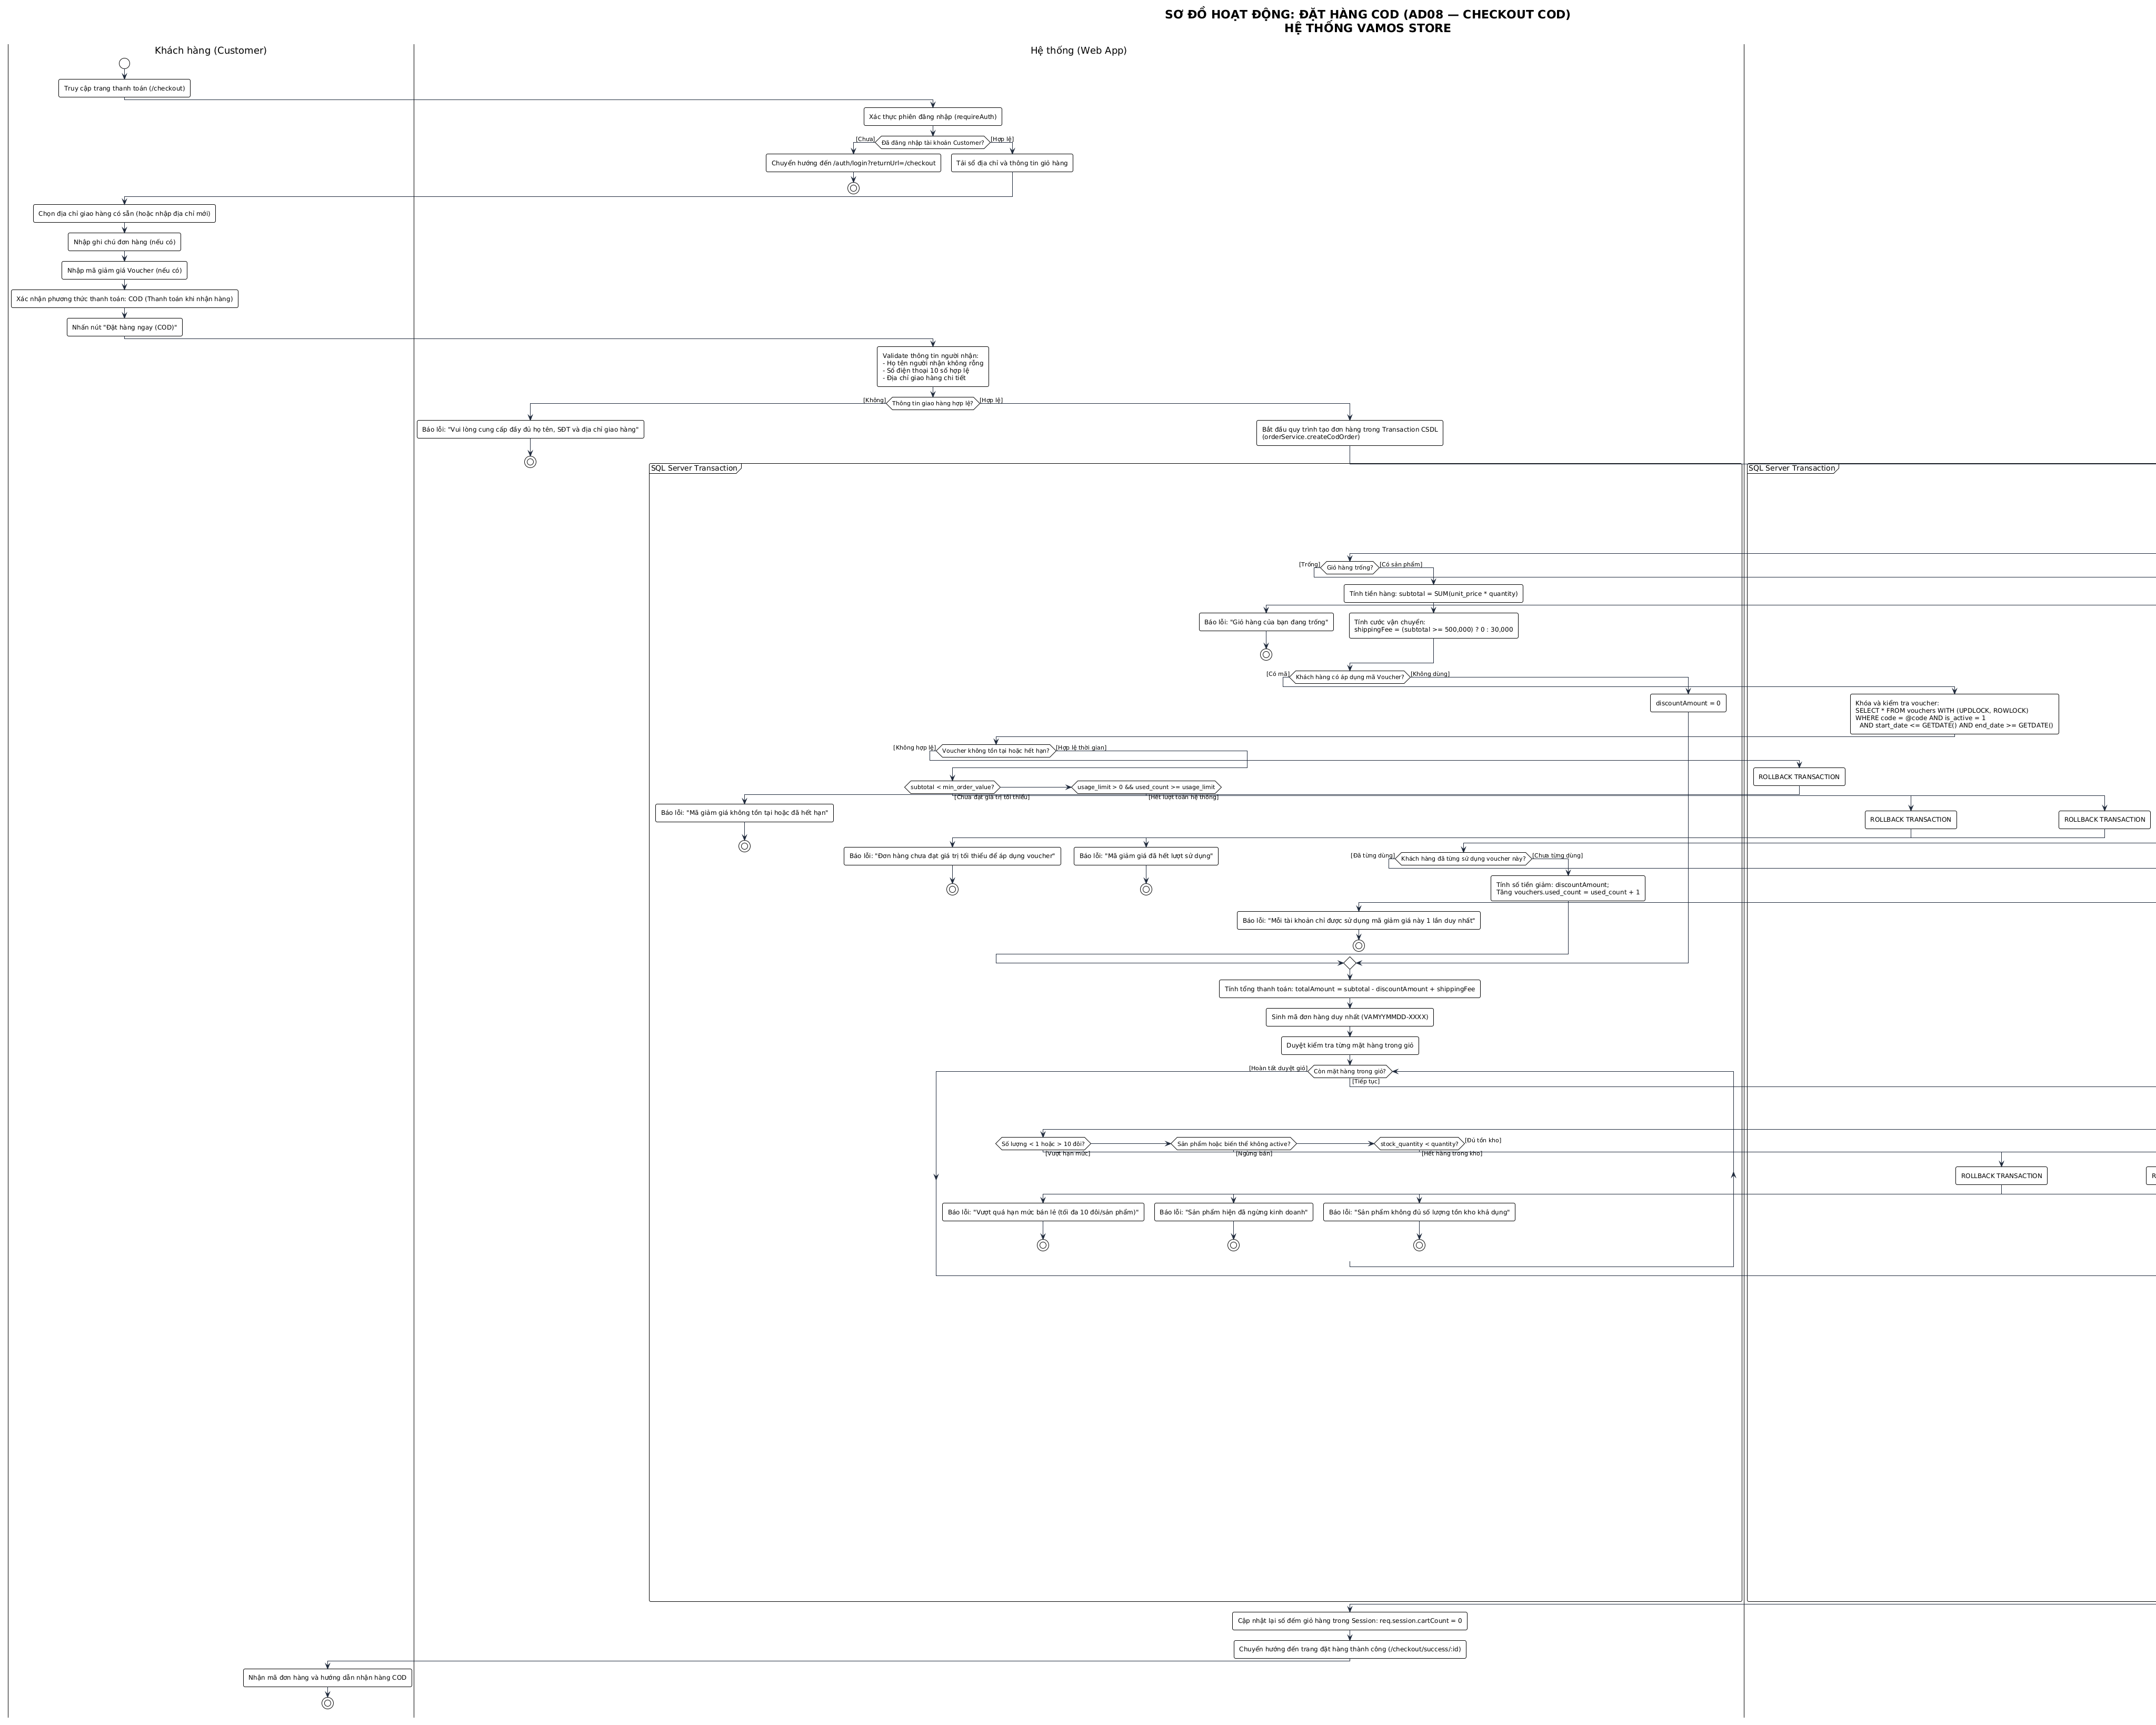 SƠ ĐỒ HOẠT ĐỘNG: ĐẶT HÀNG COD (AD08 — CHECKOUT COD)
HỆ THỐNG VAMOS STORE
Khách hàng (Customer)
Hệ thống (Web App)
Truy cập trang thanh toán (/checkout)
Xác thực phiên đăng nhập (requireAuth)
[Chưa]
Đã đăng nhập tài khoản Customer?
[Hợp lệ]
Chuyển hướng đến /auth/login?returnUrl=/checkout
Tải sổ địa chỉ và thông tin giỏ hàng
Chọn địa chỉ giao hàng có sẵn (hoặc nhập địa chỉ mới)
Nhập ghi chú đơn hàng (nếu có)
Nhập mã giảm giá Voucher (nếu có)
Xác nhận phương thức thanh toán: COD (Thanh toán khi nhận hàng)
Nhấn nút "Đặt hàng ngay (COD)"
Validate thông tin người nhận:
- Họ tên người nhận không rỗng
- Số điện thoại 10 số hợp lệ
- Địa chỉ giao hàng chi tiết
[Không]
Thông tin giao hàng hợp lệ?
[Hợp lệ]
Báo lỗi: "Vui lòng cung cấp đầy đủ họ tên, SĐT và địa chỉ giao hàng"
Bắt đầu quy trình tạo đơn hàng trong Transaction CSDL
(orderService.createCodOrder)
SQL Server Transaction
SQL Server Transaction
[Trống]
Giỏ hàng trống?
[Có sản phẩm]
Tính tiền hàng: subtotal = SUM(unit_price * quantity)
Báo lỗi: "Giỏ hàng của bạn đang trống"
Tính cước vận chuyển:
shippingFee = (subtotal >= 500,000) ? 0 : 30,000
[Có mã]
Khách hàng có áp dụng mã Voucher?
[Không dùng]
discountAmount = 0
Khóa và kiểm tra voucher:
SELECT * FROM vouchers WITH (UPDLOCK, ROWLOCK)
WHERE code = @code AND is_active = 1
AND start_date <= GETDATE() AND end_date >= GETDATE()
[Không hợp lệ]
Voucher không tồn tại hoặc hết hạn?
[Hợp lệ thời gian]
ROLLBACK TRANSACTION
subtotal < min_order_value?
usage_limit > 0 && used_count >= usage_limit
[Chưa đạt giá trị tối thiểu]
[Hết lượt toàn hệ thống]
Báo lỗi: "Mã giảm giá không tồn tại hoặc đã hết hạn"
ROLLBACK TRANSACTION
ROLLBACK TRANSACTION
Báo lỗi: "Đơn hàng chưa đạt giá trị tối thiểu để áp dụng voucher"
Báo lỗi: "Mã giảm giá đã hết lượt sử dụng"
[Đã từng dùng]
Khách hàng đã từng sử dụng voucher này?
[Chưa từng dùng]
Tính số tiền giảm: discountAmount;
Tăng vouchers.used_count = used_count + 1
Báo lỗi: "Mỗi tài khoản chỉ được sử dụng mã giảm giá này 1 lần duy nhất"
Tính tổng thanh toán: totalAmount = subtotal - discountAmount + shippingFee
Sinh mã đơn hàng duy nhất (VAMYYMMDD-XXXX)
Duyệt kiểm tra từng mặt hàng trong giỏ
[Hoàn tất duyệt giỏ]
Còn mặt hàng trong giỏ?
[Tiếp tục]
Số lượng < 1 hoặc > 10 đôi?
Sản phẩm hoặc biến thể không active?
stock_quantity < quantity?
[Đủ tồn kho]
[Vượt hạn mức]
[Ngừng bán]
[Hết hàng trong kho]
ROLLBACK TRANSACTION
R
Báo lỗi: "Vượt quá hạn mức bán lẻ (tối đa 10 đôi/sản phẩm)"
Báo lỗi: "Sản phẩm hiện đã ngừng kinh doanh"
Báo lỗi: "Sản phẩm không đủ số lượng tồn kho khả dụng"
Cập nhật lại số đếm giỏ hàng trong Session: req.session.cartCount = 0
Chuyển hướng đến trang đặt hàng thành công (/checkout/success/:id)
Nhận mã đơn hàng và hướng dẫn nhận hàng COD